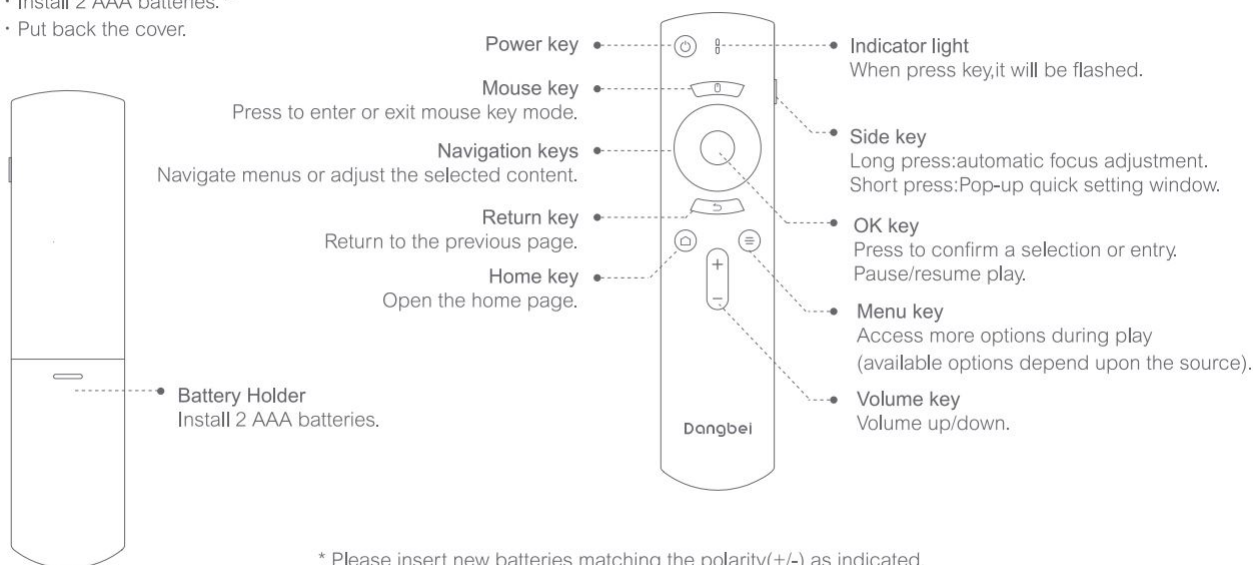 · Install 2 AAA batteries.*
· Put back the cover.
Power key
Mouse key
Press to enter or exit mouse key mode.
Navigation keys
Navigate menus or adjust the selected content.
Return key
Return to the previous page.
Home key
Open the home page.
Battery Holder
Install 2 AAA batteries.
Dangbei
Indicator light
When press key,it will be flashed.
Side key
Long press:automatic focus adjustment.
Short press:Pop-up quick setting window.
OK key
Press to confirm a selection or entry.
Pause/resume play.
Menu key
Access more options during play
(available options depend upon the source).
Volume key
Volume up/down.
* Please insert new batteries matching the polarity(+/-) as indicated